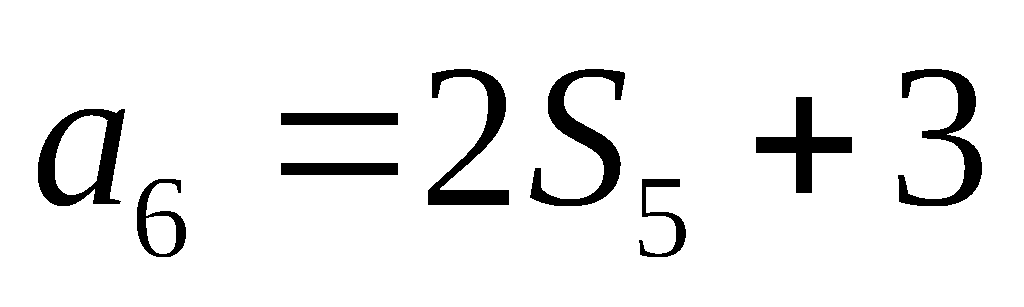 a₆ = 2S₅ + 3